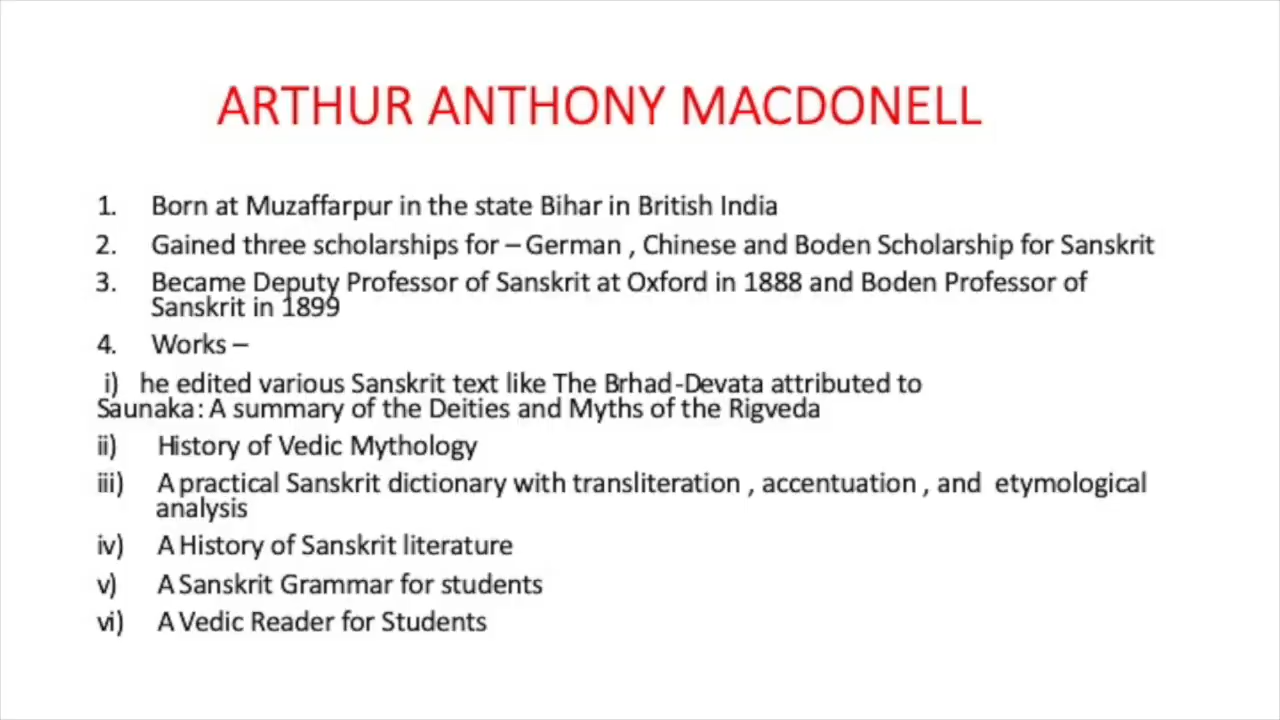 ARTHUR ANTHONY MACDONELL
1. Born at Muzaffarpur in the state Bihar in British India
2. Gained three scholarships for – German , Chinese and Boden Scholarship for Sanskrit
3. Became Deputy Professor of Sanskrit at Oxford in 1888 and Boden Professor of
Sanskrit in 1899
4. Works –
i) he edited various Sanskrit text like The Brhad-Devata attributed to
Saunaka: A summary of the Deities and Myths of the Rigveda
ii) History of Vedic Mythology
iii) A practical Sanskrit dictionary with transliteration , accentuation , and etymological
analysis
iv) A History of Sanskrit literature
v) A Sanskrit Grammar for students
vi) A Vedic Reader for Students